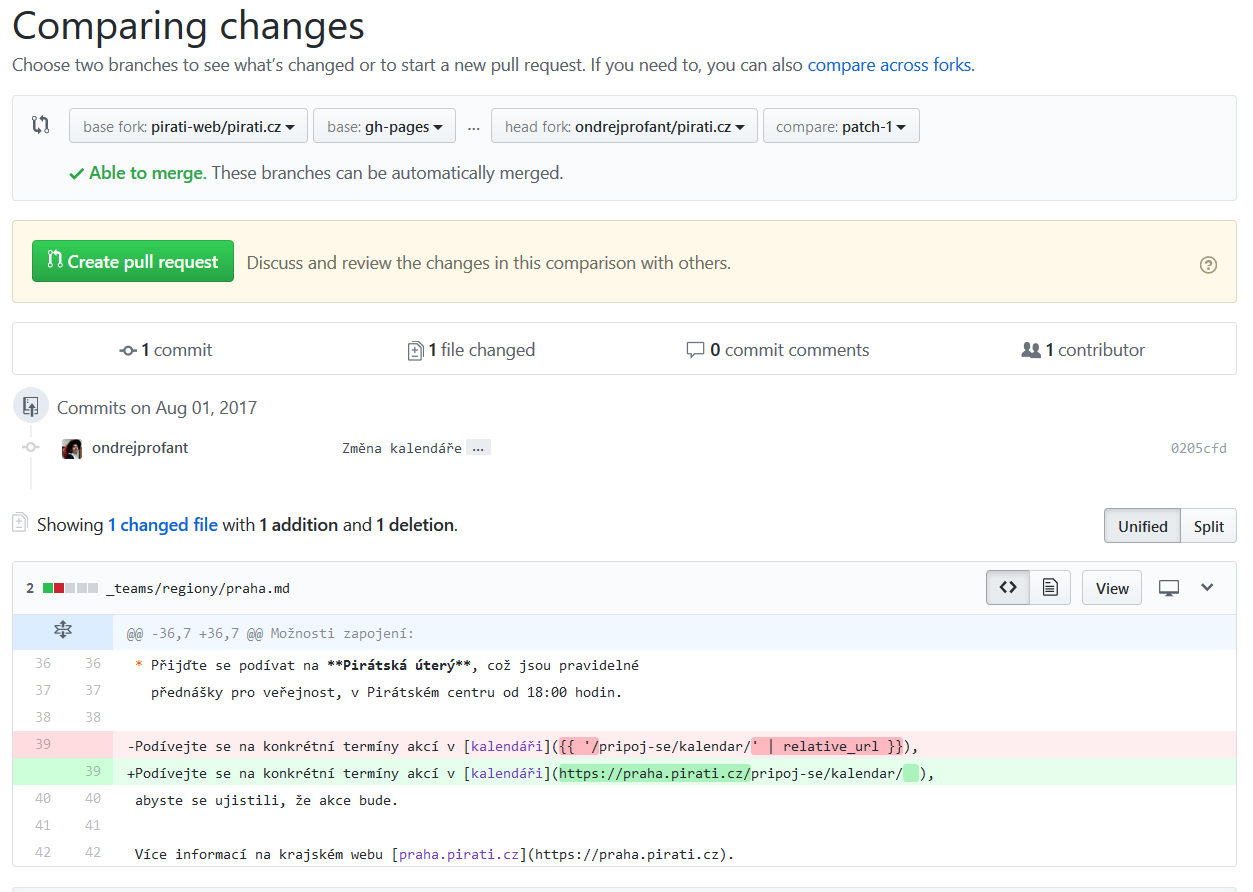 Comparing changes
Choose two branches to see what's changed or to start a new pull request. If you need to, you can also compare across forks.
base fork: pirati-web/pirati.cz base: gh-pages ... head fork: ondrejprofant/pirati.cz compare: patch-1
Able to merge. These branches can be automatically merged.
Create pull request Discuss and review the changes in this comparison with others.
1 commit 1 file changed 0 commit comments 1 contributor
Commits on Aug 01, 2017
ondrejprofant Změna kalendáře … 0205cfd
Showing 1 changed file with 1 addition and 1 deletion. Unified Split
2 _teams/regiony/praha.md <> View
@@ -36,7 +36,7 @@ Možnosti zapojení:
36 36 * Přijďte se podívat na **Pirátská úterý**, což jsou pravidelné
37 37 přednášky pro veřejnost, v Pirátském centru od 18:00 hodin.
38 38
39 -Podívejte se na konkrétní termíny akcí v [kalendáři]({{ '/pripoj-se/kalendar/' | relative_url }}),
39 +Podívejte se na konkrétní termíny akcí v [kalendáři](https://praha.pirati.cz/pripoj-se/kalendar/ ),
40 40 abyste se ujistili, že akce bude.
41 41
42 42 Více informací na krajském webu [praha.pirati.cz](https://praha.pirati.cz).